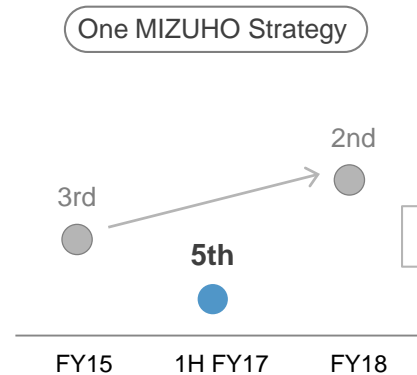 One MIZUHO Strategy
2nd
3rd
5th
FY15 1H FY17 FY18